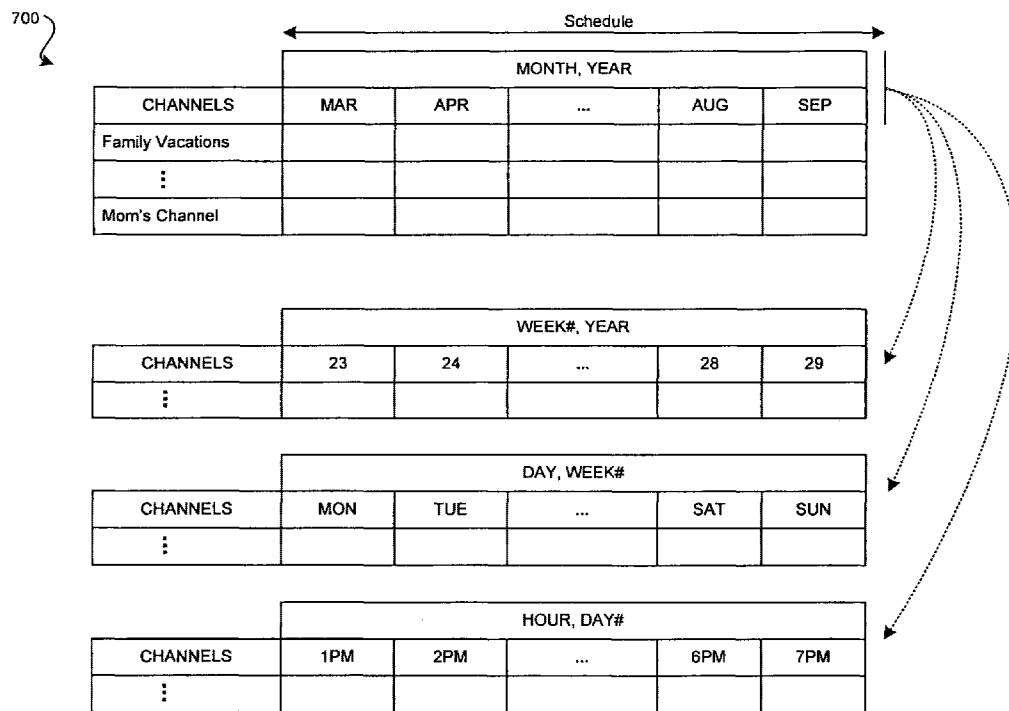 700
Schedule
MONTH, YEAR
CHANNELS MAR APR ... AUG SEP
Family Vacations
⋮
Mom's Channel
WEEK#, YEAR
CHANNELS 23 24 ... 28 29
⋮
DAY, WEEK#
CHANNELS MON TUE ... SAT SUN
⋮
HOUR, DAY#
CHANNELS 1PM 2PM ... 6PM 7PM
⋮